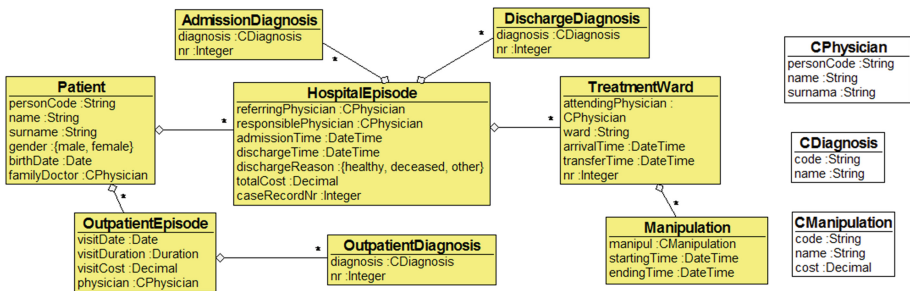 AdmissionDiagnosis
diagnosis :CDiagnosis
nr :Integer
*
DischargeDiagnosis
diagnosis :CDiagnosis
nr :Integer
*
CPhysician
personCode :String
name :String
surnama :String
Patient
personCode :String
name :String
surname :String
gender :{male, female}
birthDate :Date
familyDoctor :CPhysician
*
*
HospitalEpisode
referringPhysician :CPhysician
responsiblePhysician :CPhysician
admissionTime :DateTime
dischargeTime :DateTime
dischargeReason :{healthy, deceased, other}
totalCost :Decimal
caseRecordNr :Integer
*
TreatmentWard
attendingPhysician :
CPhysician
ward :String
arrivalTime :DateTime
transferTime :DateTime
nr :Integer
*
CDiagnosis
code :String
name :String
OutpatientEpisode
visitDate :Date
visitDuration :Duration
visitCost :Decimal
physician :CPhysician
*
OutpatientDiagnosis
diagnosis :CDiagnosis
nr :Integer
Manipulation
manipul :CManipulation
startingTime :DateTime
endingTime :DateTime
CManipulation
code :String
name :String
cost :Decimal